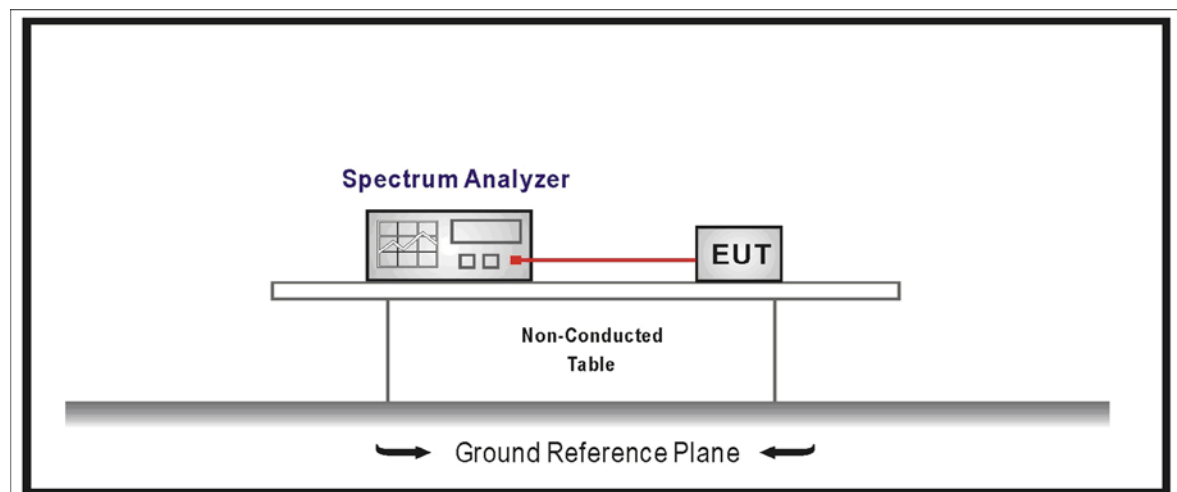 Spectrum Analyzer
EUT
Non-Conducted
Table
Ground Reference Plane